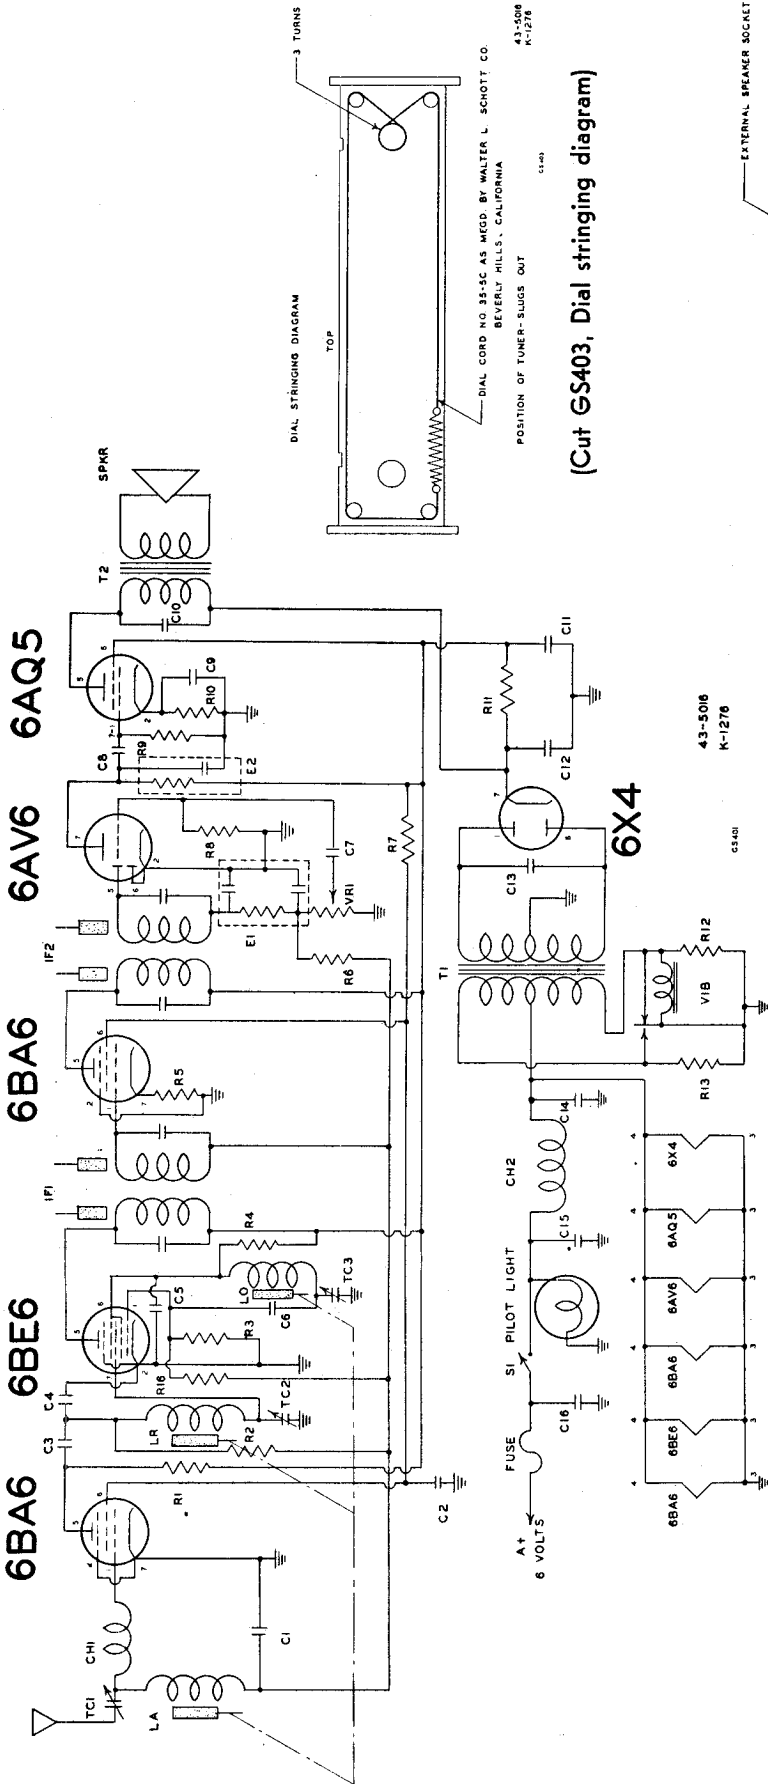 6BA6
6BE6
6BA6
6AV6
6AQ5
TC1
CH1
LA
C1
C3
C4
R1
LR
R2
TC2
R16
R3
C5
C6
LO
TC3
R4
C2
IF1
R5
IF2
E1
R6
VR1
R8
C7
R7
C8
R9
E2
R10
C9
C10
T2
SPKR
R11
C11
C12
6X4
C13
T1
R12
VIB
R13
A+
6 VOLTS
FUSE
C16
S1
PILOT LIGHT
C15
CH2
C14
6BA6
6BE6
6BA6
6AV6
6AQ5
6X4
43-5016
K-1276
GS401
DIAL STRINGING DIAGRAM
TOP
3 TURNS
DIAL CORD NO. 35-5C AS MFGD. BY WALTER L. SCHOTT CO.
BEVERLY HILLS, CALIFORNIA
POSITION OF TUNER-SLUGS OUT
GS403
43-5016
K-1276
(Cut GS403, Dial stringing diagram)
EXTERNAL SPEAKER SOCKET